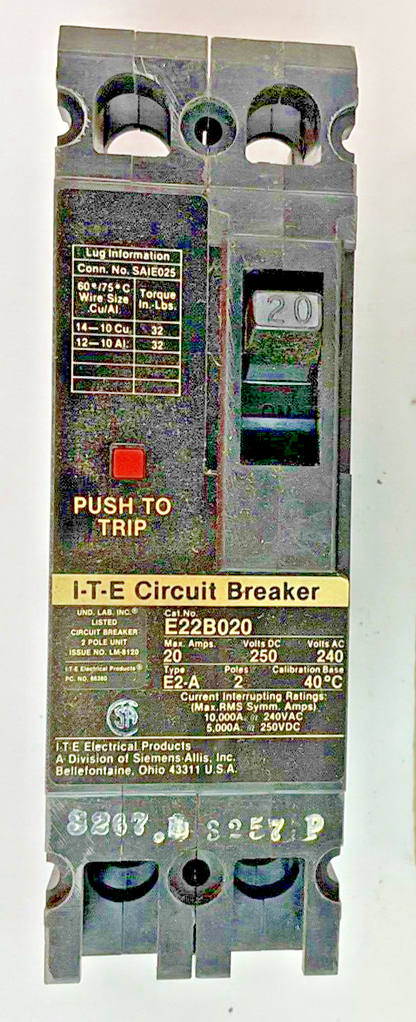 Lug Information
Conn. No. SAIE025
60°/75°C Wire Size Cu/Al.
Torque In.-Lbs.
14—10 Cu. 32
12—10 Al. 32
20
ON
PUSH TO
TRIP
I-T-E Circuit Breaker
UND. LAB. INC.®
LISTED
CIRCUIT BREAKER
2 POLE UNIT
ISSUE NO. LM-8120
I-T-E Electrical Products®
Cat. No.
E22B020
Max. Amps. Volts DC Volts AC
20 250 240
Type Poles Calibration Base
E2-A 2 40°C
Current Interrupting Ratings:
(Max. RMS Symm. Amps)
10,000A. @ 240VAC
5,000A. @ 250VDC
I-T-E Electrical Products
A Division of Siemens-Allis, Inc.
Bellefontaine, Ohio 43311 U.S.A.